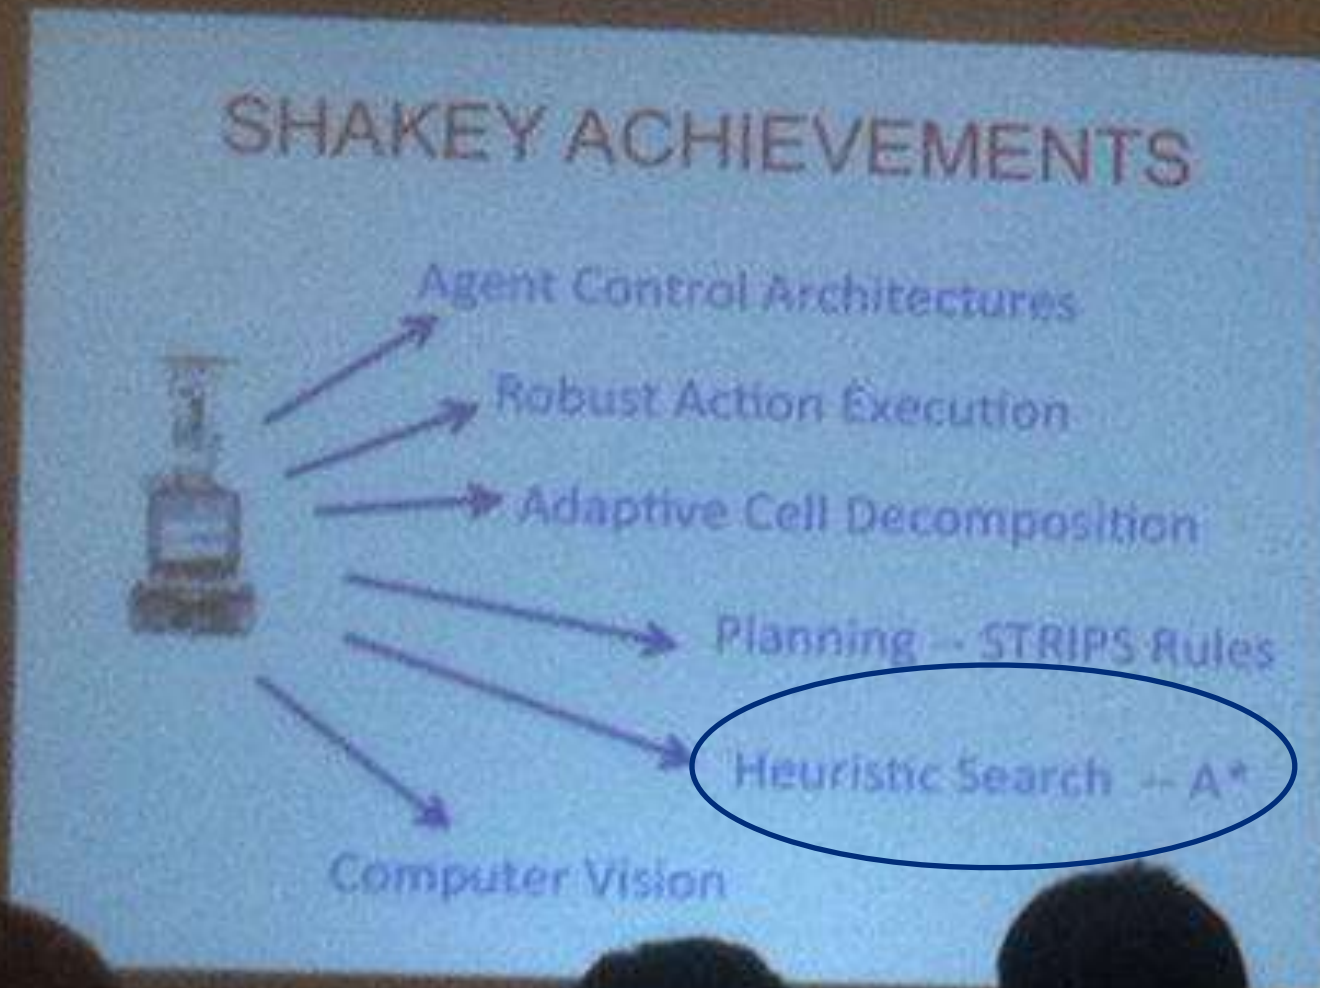 SHAKEY ACHIEVEMENTS
Agent Control Architectures
Robust Action Execution
Adaptive Cell Decomposition
Planning - STRIPS Rules
Heuristic Search -- A*
Computer Vision